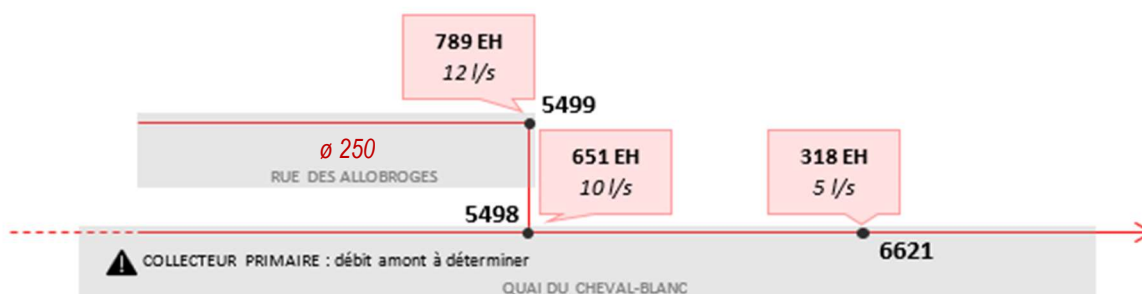 789 EH
12 l/s
5499
ø 250
RUE DES ALLOBROGES
651 EH
10 l/s
318 EH
5 l/s
5498
6621
COLLECTEUR PRIMAIRE : débit amont à déterminer
QUAI DU CHEVAL-BLANC